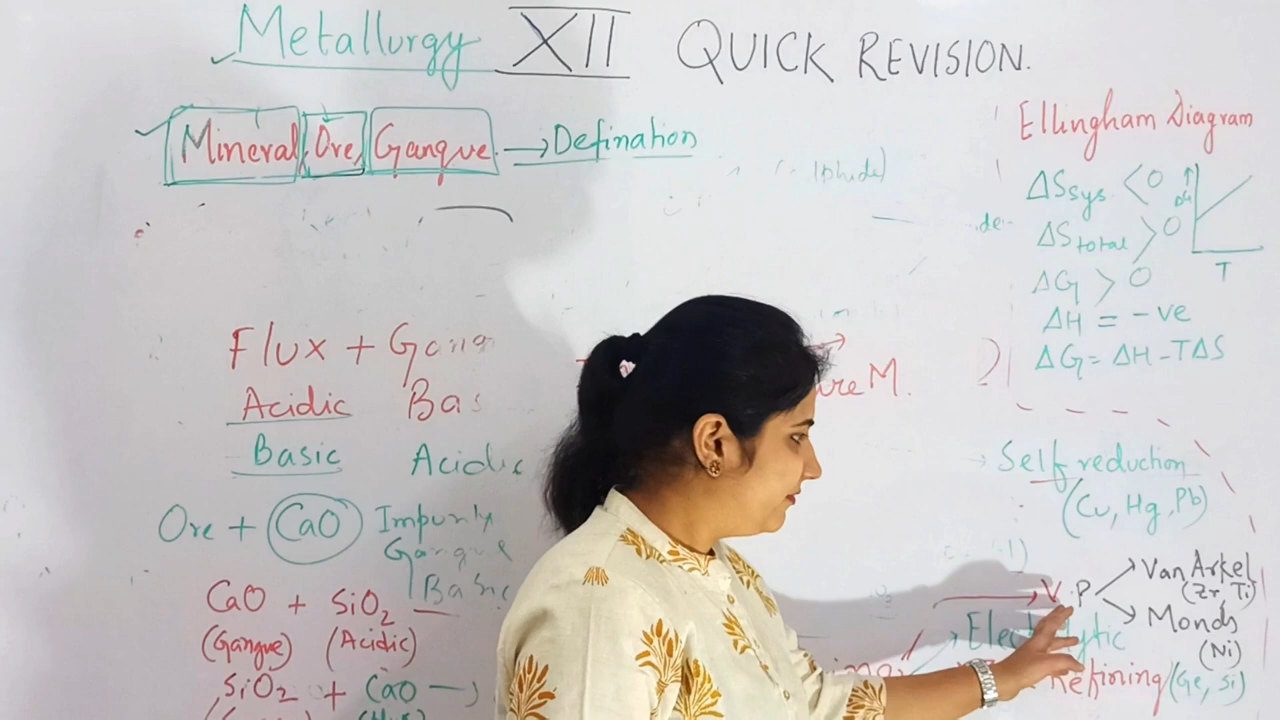 Metallurgy XII QUICK REVISION.
Mineral, Ore, Gangue → Defination
Flux + Gang
Acidic Bas
Basic Acidic
Ore + CaO Impurity
Gangue
Basic
CaO + SiO2
(Gangue) (Acidic)
SiO2 + CaO →
M.
Ellingham Diagram
ΔSsys < 0
ΔStotal > 0
ΔG > 0
ΔH = -ve
ΔG = ΔH - TΔS
ΔG
T
Self reduction
(Cu, Hg, Pb)
V.P
Van Arkel
(Zr, Ti)
Monds
(Ni)
Refining (Ge, Si)